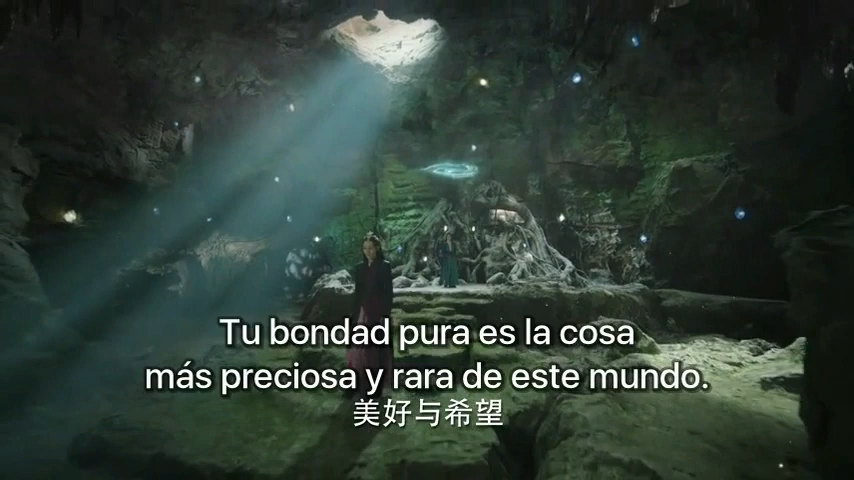 Tu bondad pura es la cosa
más preciosa y rara de este mundo.
美好与希望